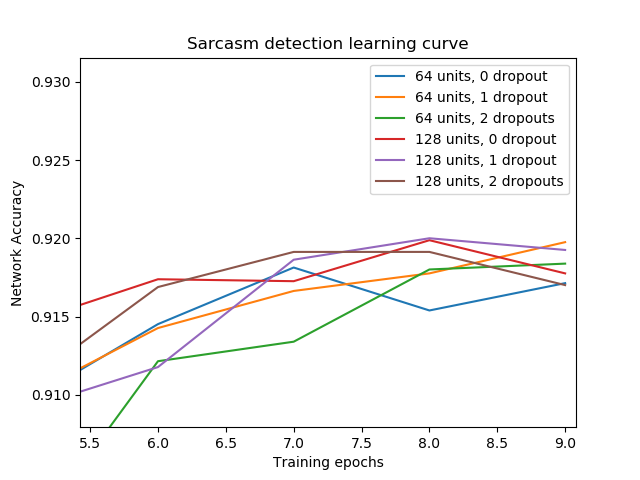 Sarcasm detection learning curve
64 units, 0 dropout
64 units, 1 dropout
64 units, 2 dropouts
128 units, 0 dropout
128 units, 1 dropout
128 units, 2 dropouts
Network Accuracy
0.930
0.925
0.920
0.915
0.910
5.5 6.0 6.5 7.0 7.5 8.0 8.5 9.0
Training epochs